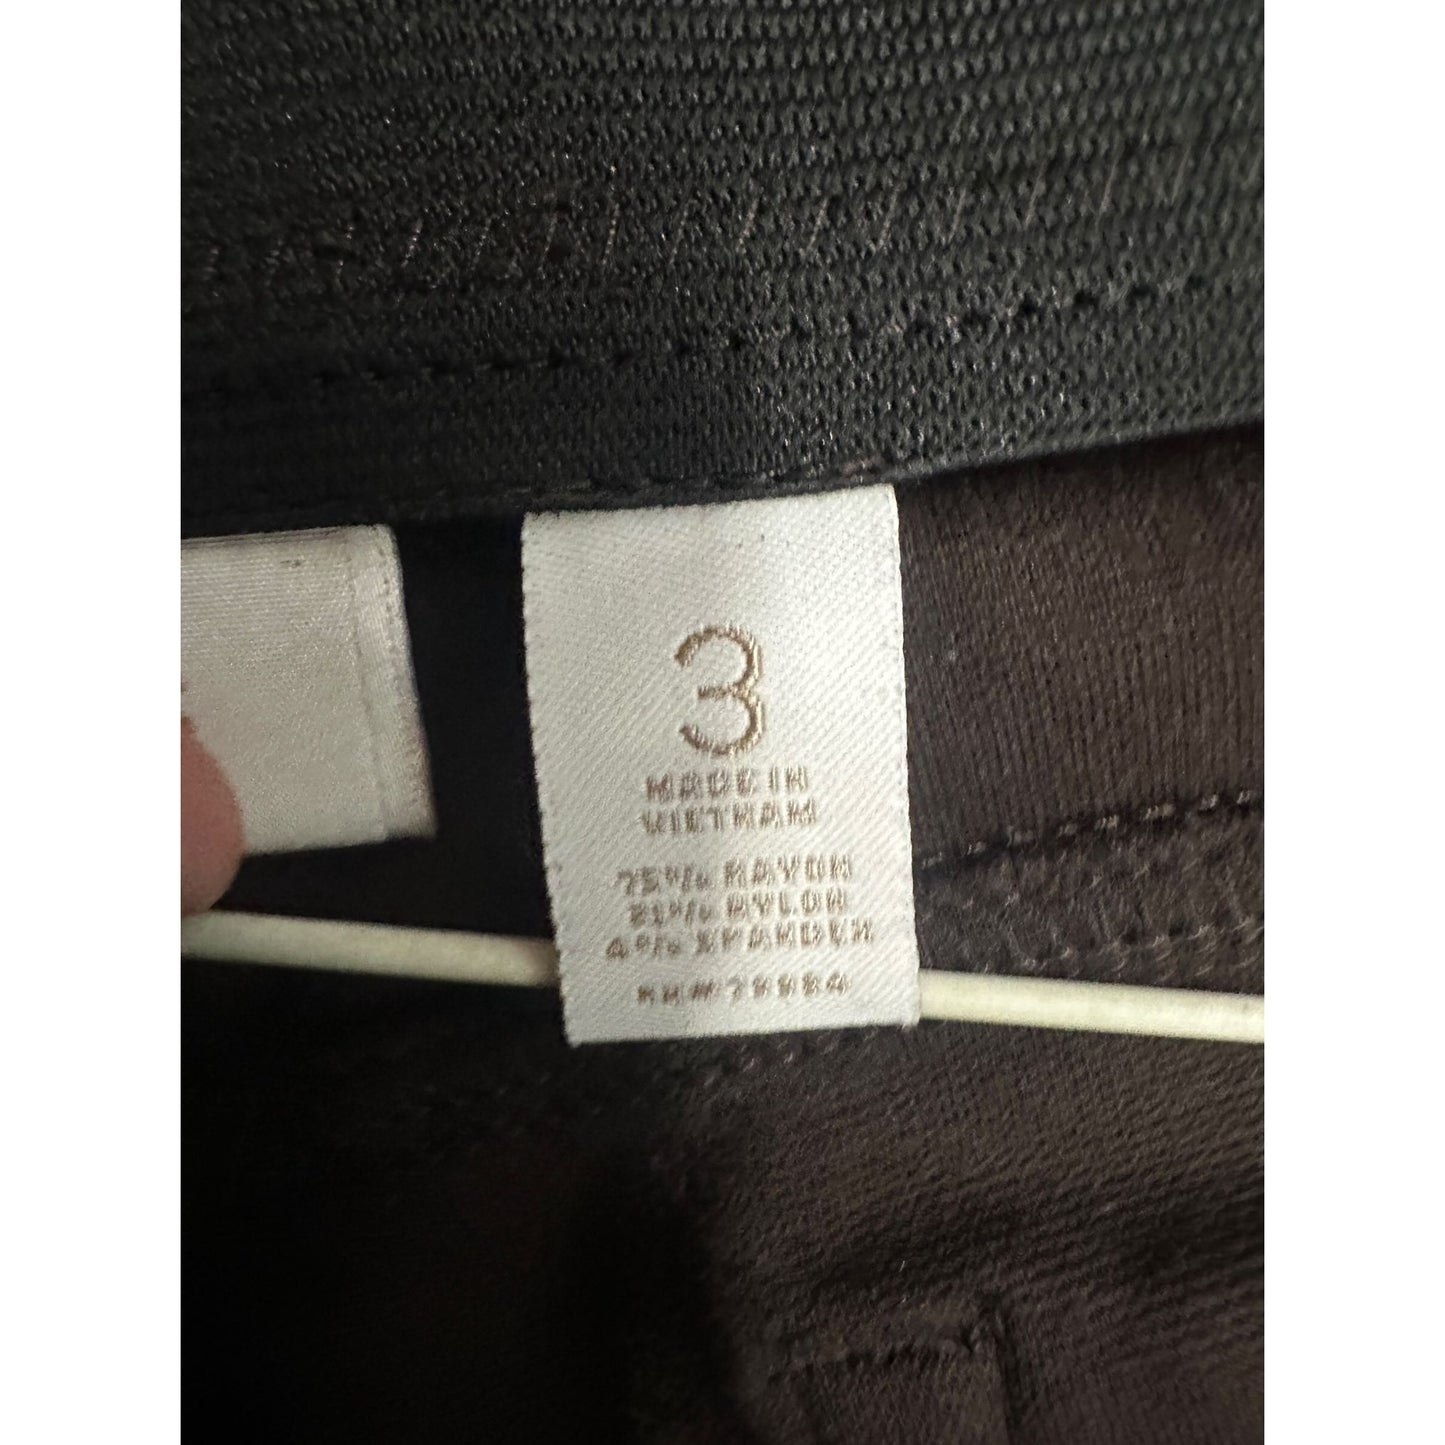 3
MADE IN
VIETNAM
75% RAYON
21% NYLON
4% SPANDEX